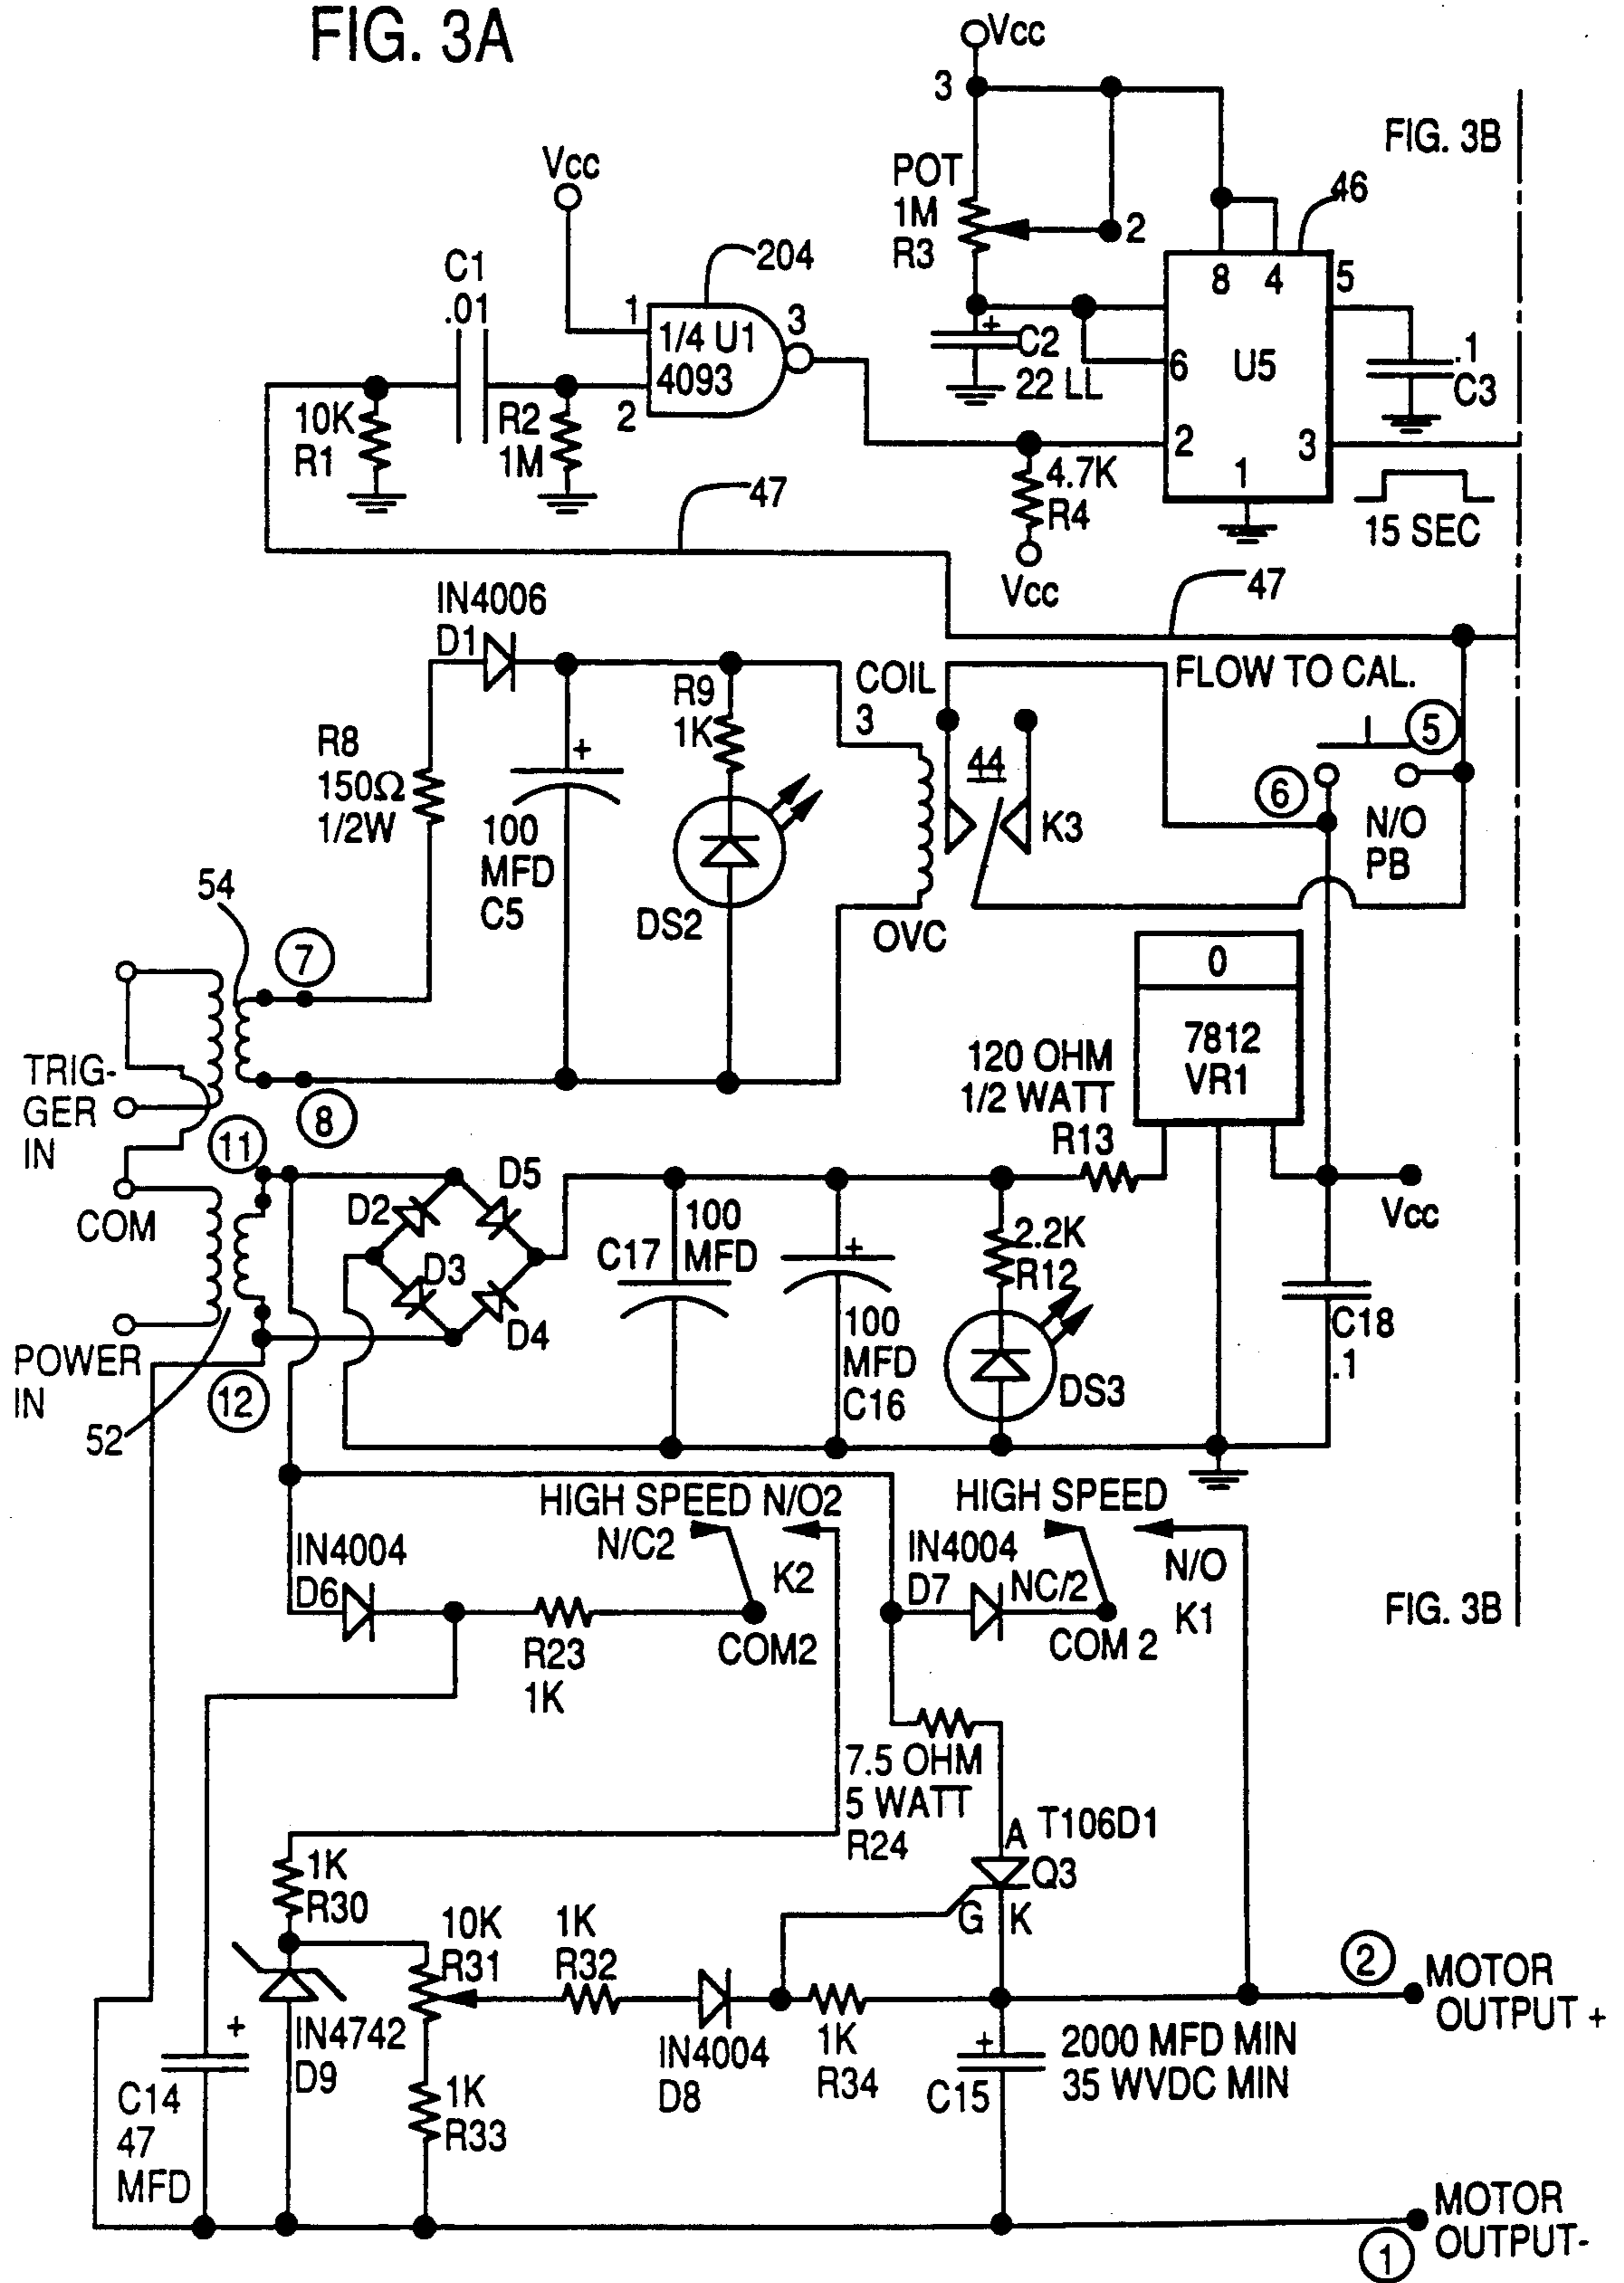 FIG. 3A
Vcc
3
FIG. 3B
POT
1M
R3
2
46
Vcc
C1
.01
204
1
1/4 U1
4093
3
2
8 4 5
U5
6
2
3
1
C2
22 LL
.1
C3
10K
R1
R2
1M
4.7K
R4
Vcc
15 SEC
47
47
IN4006
D1
R8
150Ω
1/2W
100
MFD
C5
R9
1K
DS2
COIL
3
44
K3
OVC
FLOW TO CAL.
5
6
N/O
PB
54
7
8
TRIG-
GER
IN
11
COM
POWER
IN
12
52
D2
D5
D3
D4
C17
100
MFD
100
MFD
C16
2.2K
R12
DS3
120 OHM
1/2 WATT
R13
0
7812
VR1
Vcc
C18
.1
HIGH SPEED N/O2
N/C2
K2
COM2
IN4004
D6
R23
1K
HIGH SPEED
IN4004
D7
NC/2
N/O
K1
COM 2
FIG. 3B
7.5 OHM
5 WATT
R24
A T106D1
Q3
G K
1K
R30
10K
R31
1K
R32
IN4742
D9
1K
R33
IN4004
D8
1K
R34
+
C14
47
MFD
+
C15
2000 MFD MIN
35 WVDC MIN
2
MOTOR
OUTPUT +
MOTOR
OUTPUT-
1